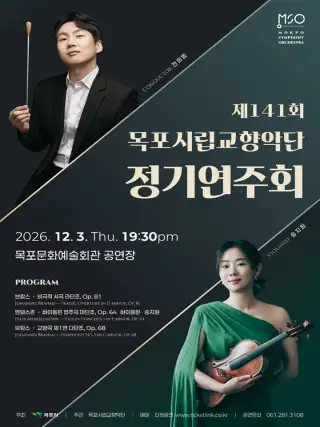 MSO
MOKPO
SYMPHONY
ORCHESTRA
CONDUCTOR
제141회
목포시립교향악단
정기연주회
2026. 12. 3. Thu. 19:30pm
목포문화예술회관 공연장
VIOLINIST 송지원
PROGRAM
브람스 - 비극적 서곡 라단조, Op. 81
JOHANNES BRAHMS – TRAGIC OVERTURE IN D MINOR, OP. 81
멘델스존 - 바이올린 협주곡 마단조, Op. 64 바이올린 · 송지원
FELIX MENDELSSOHN – VIOLIN CONCERTO IN E MINOR, OP. 64
브람스 - 교향곡 제1번 다단조, Op. 68
JOHANNES BRAHMS – SYMPHONY NO. 1 IN C MINOR, OP. 68
주최 목포시 | 주관 목포시립교향악단 | 예매 티켓링크 www.ticketlink.co.kr | 공연문의 061.281.3108